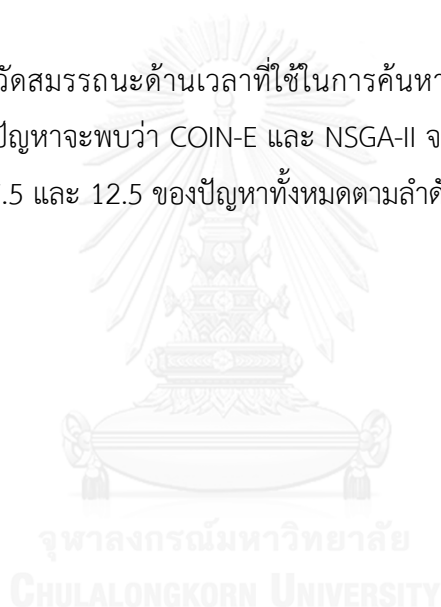 วัดสมรรถนะด้านเวลาที่ใช้ในการค้นหา
ปัญหาจะพบว่า COIN-E และ NSGA-II จ
.5 และ 12.5 ของปัญหาทั้งหมดตามลำดั
จุฬาลงกรณ์มหาวิทยาลัย
CHULALONGKORN UNIVERSITY